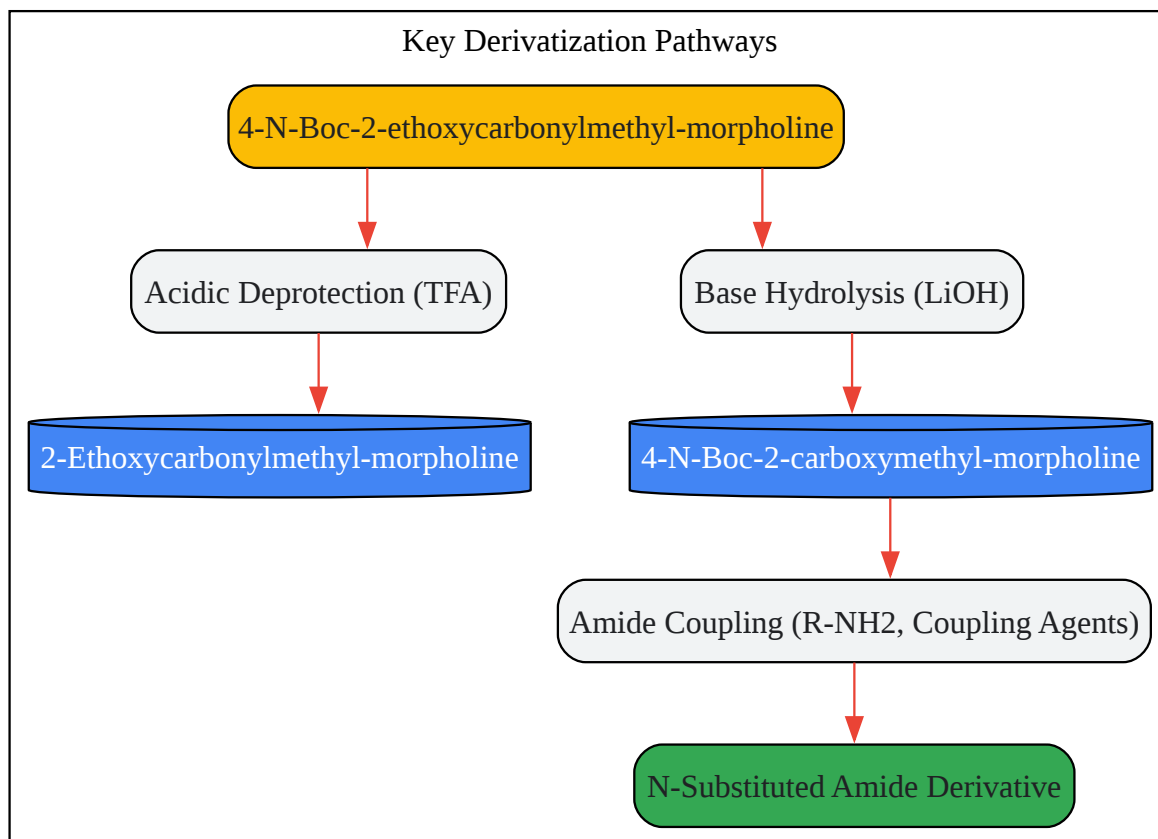 Key Derivatization Pathways
4-N-Boc-2-ethoxycarbonylmethyl-morpholine
Acidic Deprotection (TFA)
Base Hydrolysis (LiOH)
2-Ethoxycarbonylmethyl-morpholine
4-N-Boc-2-carboxymethyl-morpholine
Amide Coupling (R-NH2, Coupling Agents)
N-Substituted Amide Derivative